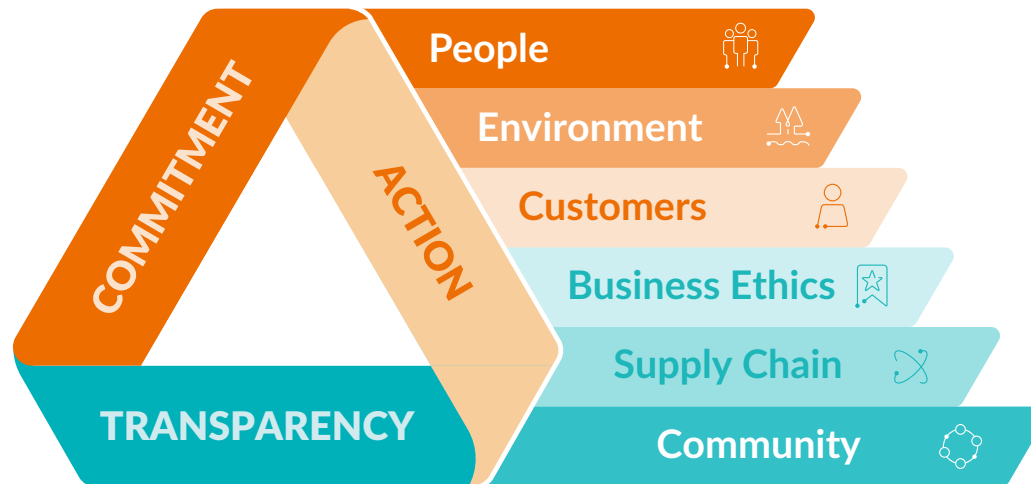 COMMITMENT
ACTION
TRANSPARENCY
People
Environment
Customers
Business Ethics
Supply Chain
Community